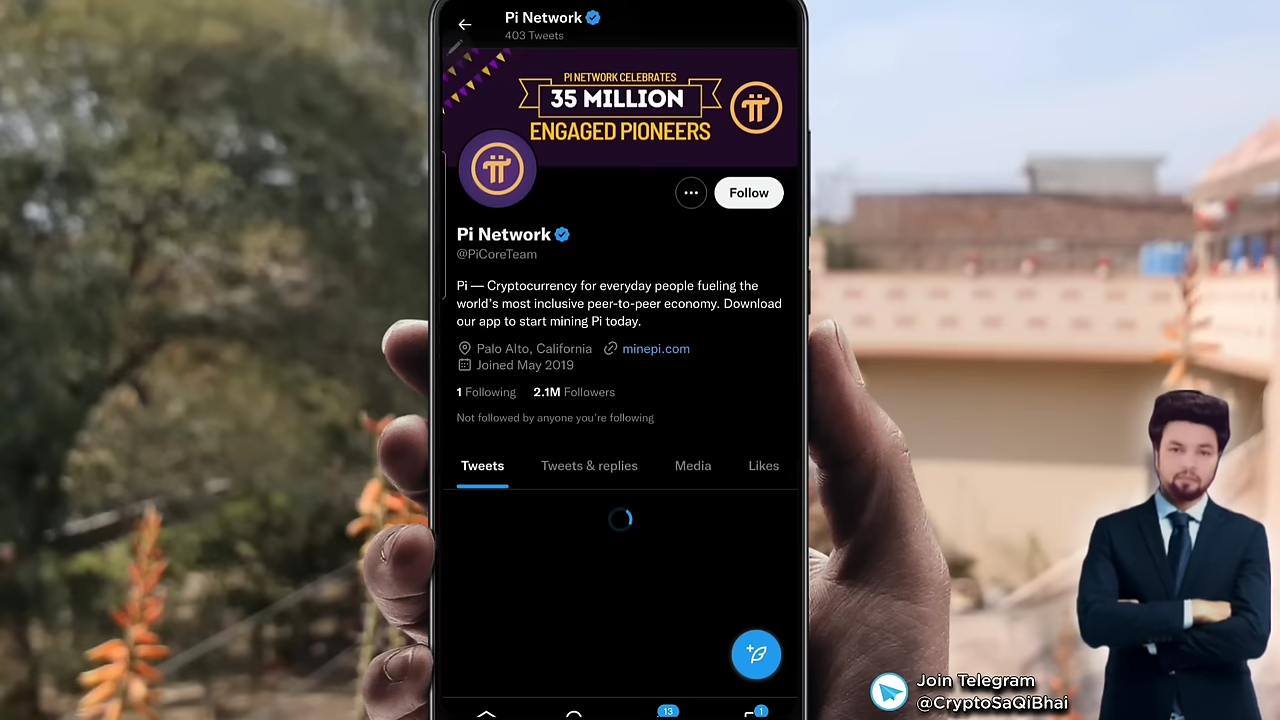 Pi Network
403 Tweets
PI NETWORK CELEBRATES
35 MILLION
ENGAGED PIONEERS
Follow
Pi Network
@PiCoreTeam
Pi — Cryptocurrency for everyday people fueling the
world's most inclusive peer-to-peer economy. Download
our app to start mining Pi today.
Palo Alto, California minepi.com
Joined May 2019
1 Following 2.1M Followers
Not followed by anyone you're following
Tweets Tweets & replies Media Likes
13 1
Join Telegram
@CryptoSaQiBhai